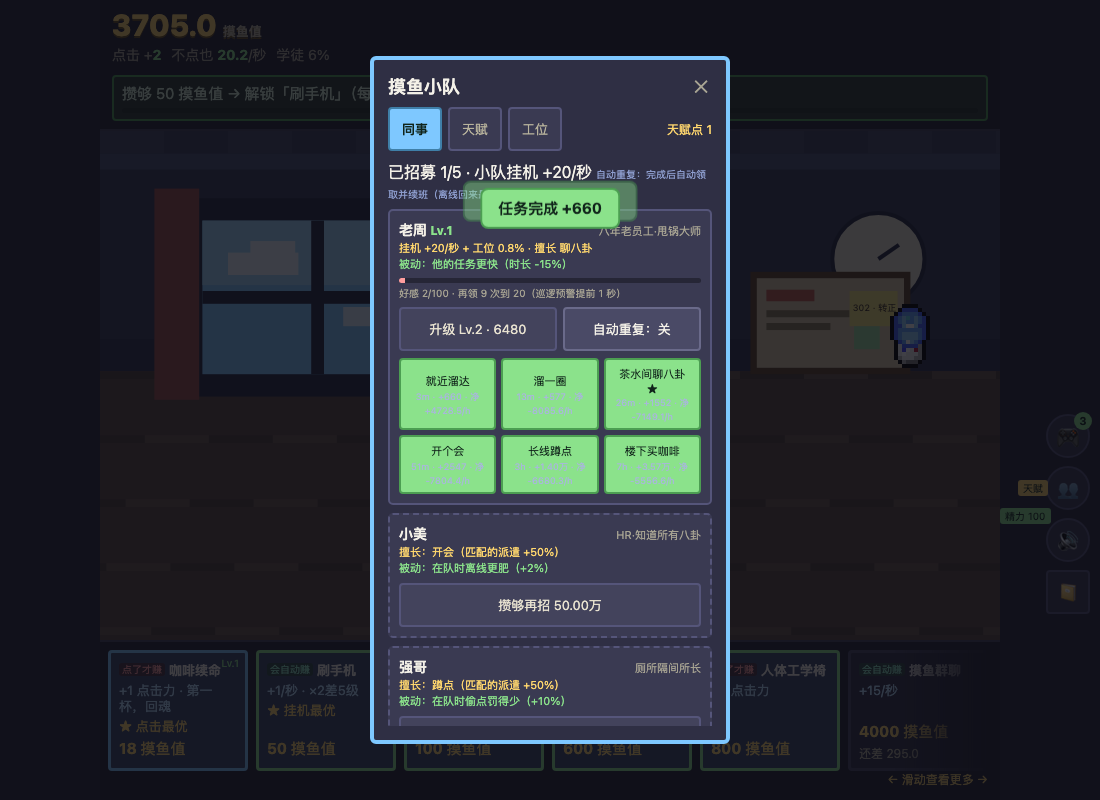 3705.0 摸鱼值
点击 +2 不点也 20.2/秒 学徒 6%
攒够 50 摸鱼值 → 解锁「刷手机」（每
摸鱼小队
同事
天赋
工位
天赋点 1
已招募 1/5 · 小队挂机 +20/秒 自动重复：完成后自动领
取并续班（离线回来
任务完成 +660
老周 Lv.1
八年老员工·甩锅大师
挂机 +20/秒 + 工位 0.8% · 擅长 聊八卦
被动：他的任务更快（时长 -15%）
好感 2/100 · 再领 9 次到 20（巡逻预警提前 1 秒）
升级 Lv.2 · 6480
自动重复：关
就近溜达
溜一圈
茶水间聊八卦
★
开个会
长线蹲点
楼下买咖啡
小美
HR·知道所有八卦
擅长：开会（匹配的派遣 +50%）
被动：在队时离线更肥（+2%）
攒够再招 50.00万
强哥
厕所隔间所长
擅长：蹲点（匹配的派遣 +50%）
被动：在队时偷点罚得少（+10%）
302 · 转正
3
天赋
精力 100
点了才赚 咖啡续命 Lv.1
+1 点击力 · 第一
杯，回魂
★ 点击最优
18 摸鱼值
会自动赚 刷手机
+1/秒 · ×2差5级
★ 挂机最优
50 摸鱼值
100 摸鱼值
600 摸鱼值
人体工学椅
点击力
800 摸鱼值
会自动赚 摸鱼群聊
+15/秒
4000 摸鱼值
还差 295.0
← 滑动查看更多 →